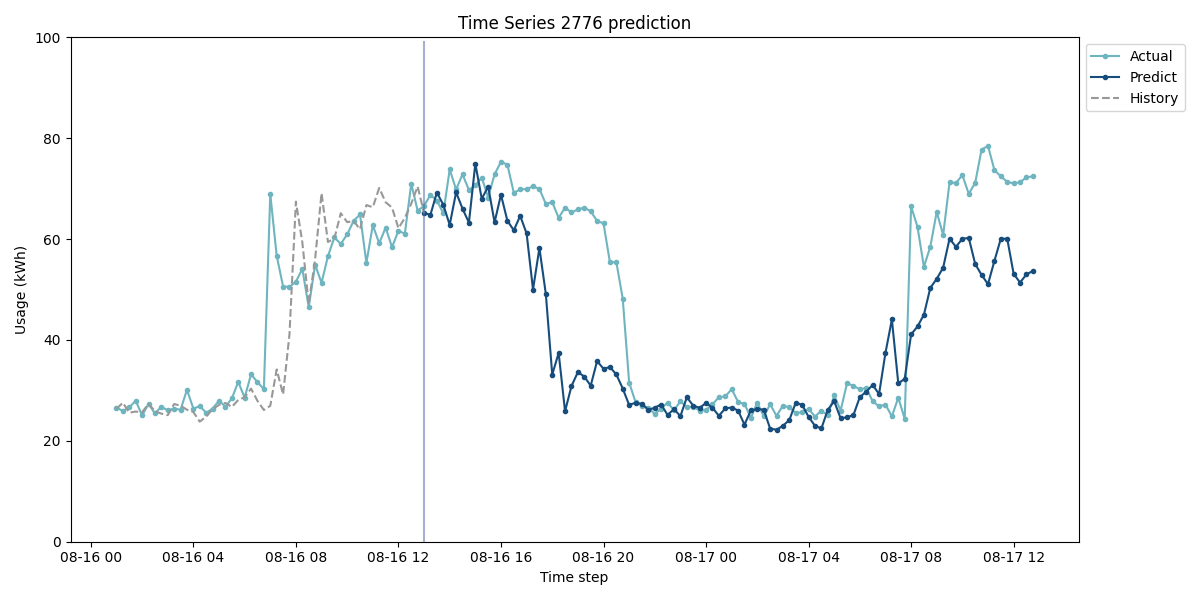 Time Series 2776 prediction
100
80
60
40
20
0
Usage (kWh)
08-16 00
08-16 04
08-16 08
08-16 12
08-16 16
08-16 20
08-17 00
08-17 04
08-17 08
08-17 12
Time step
Actual
Predict
History